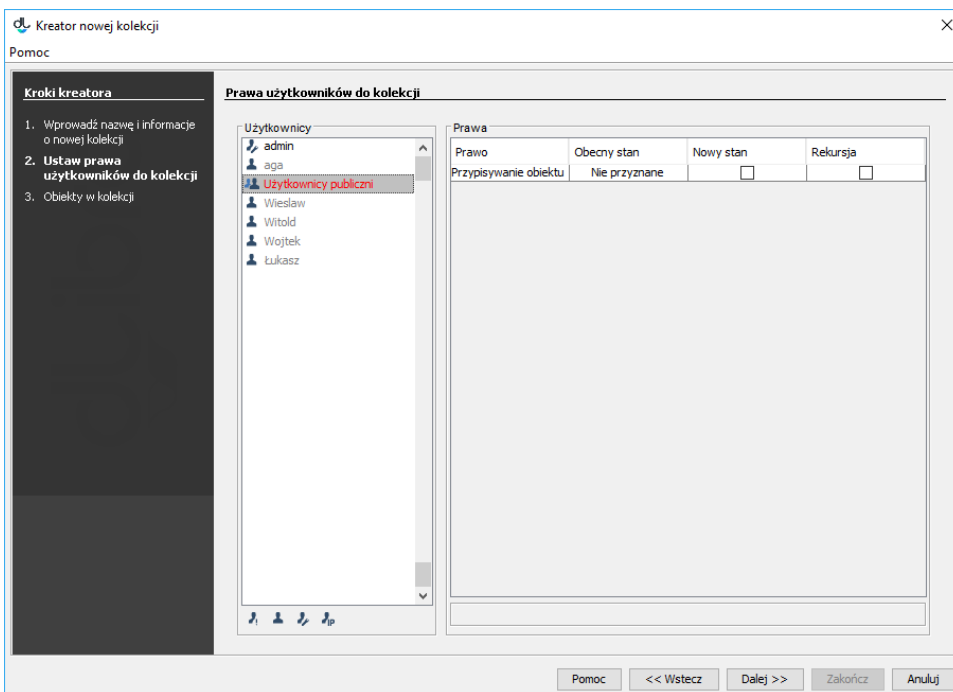 Kreator nowej kolekcji
Pomoc
Kroki kreatora
1. Wprowadź nazwę i informacje
o nowej kolekcji
2. Ustaw prawa
użytkowników do kolekcji
3. Obiekty w kolekcji
Prawa użytkowników do kolekcji
Użytkownicy
admin
aga
Użytkownicy publiczni
Wieslaw
Witold
Wojtek
Łukasz
Prawa
Prawo Obecny stan Nowy stan Rekursja
Przypisywanie obiektu Nie przyznane
Pomoc << Wstecz Dalej >> Zakończ Anuluj